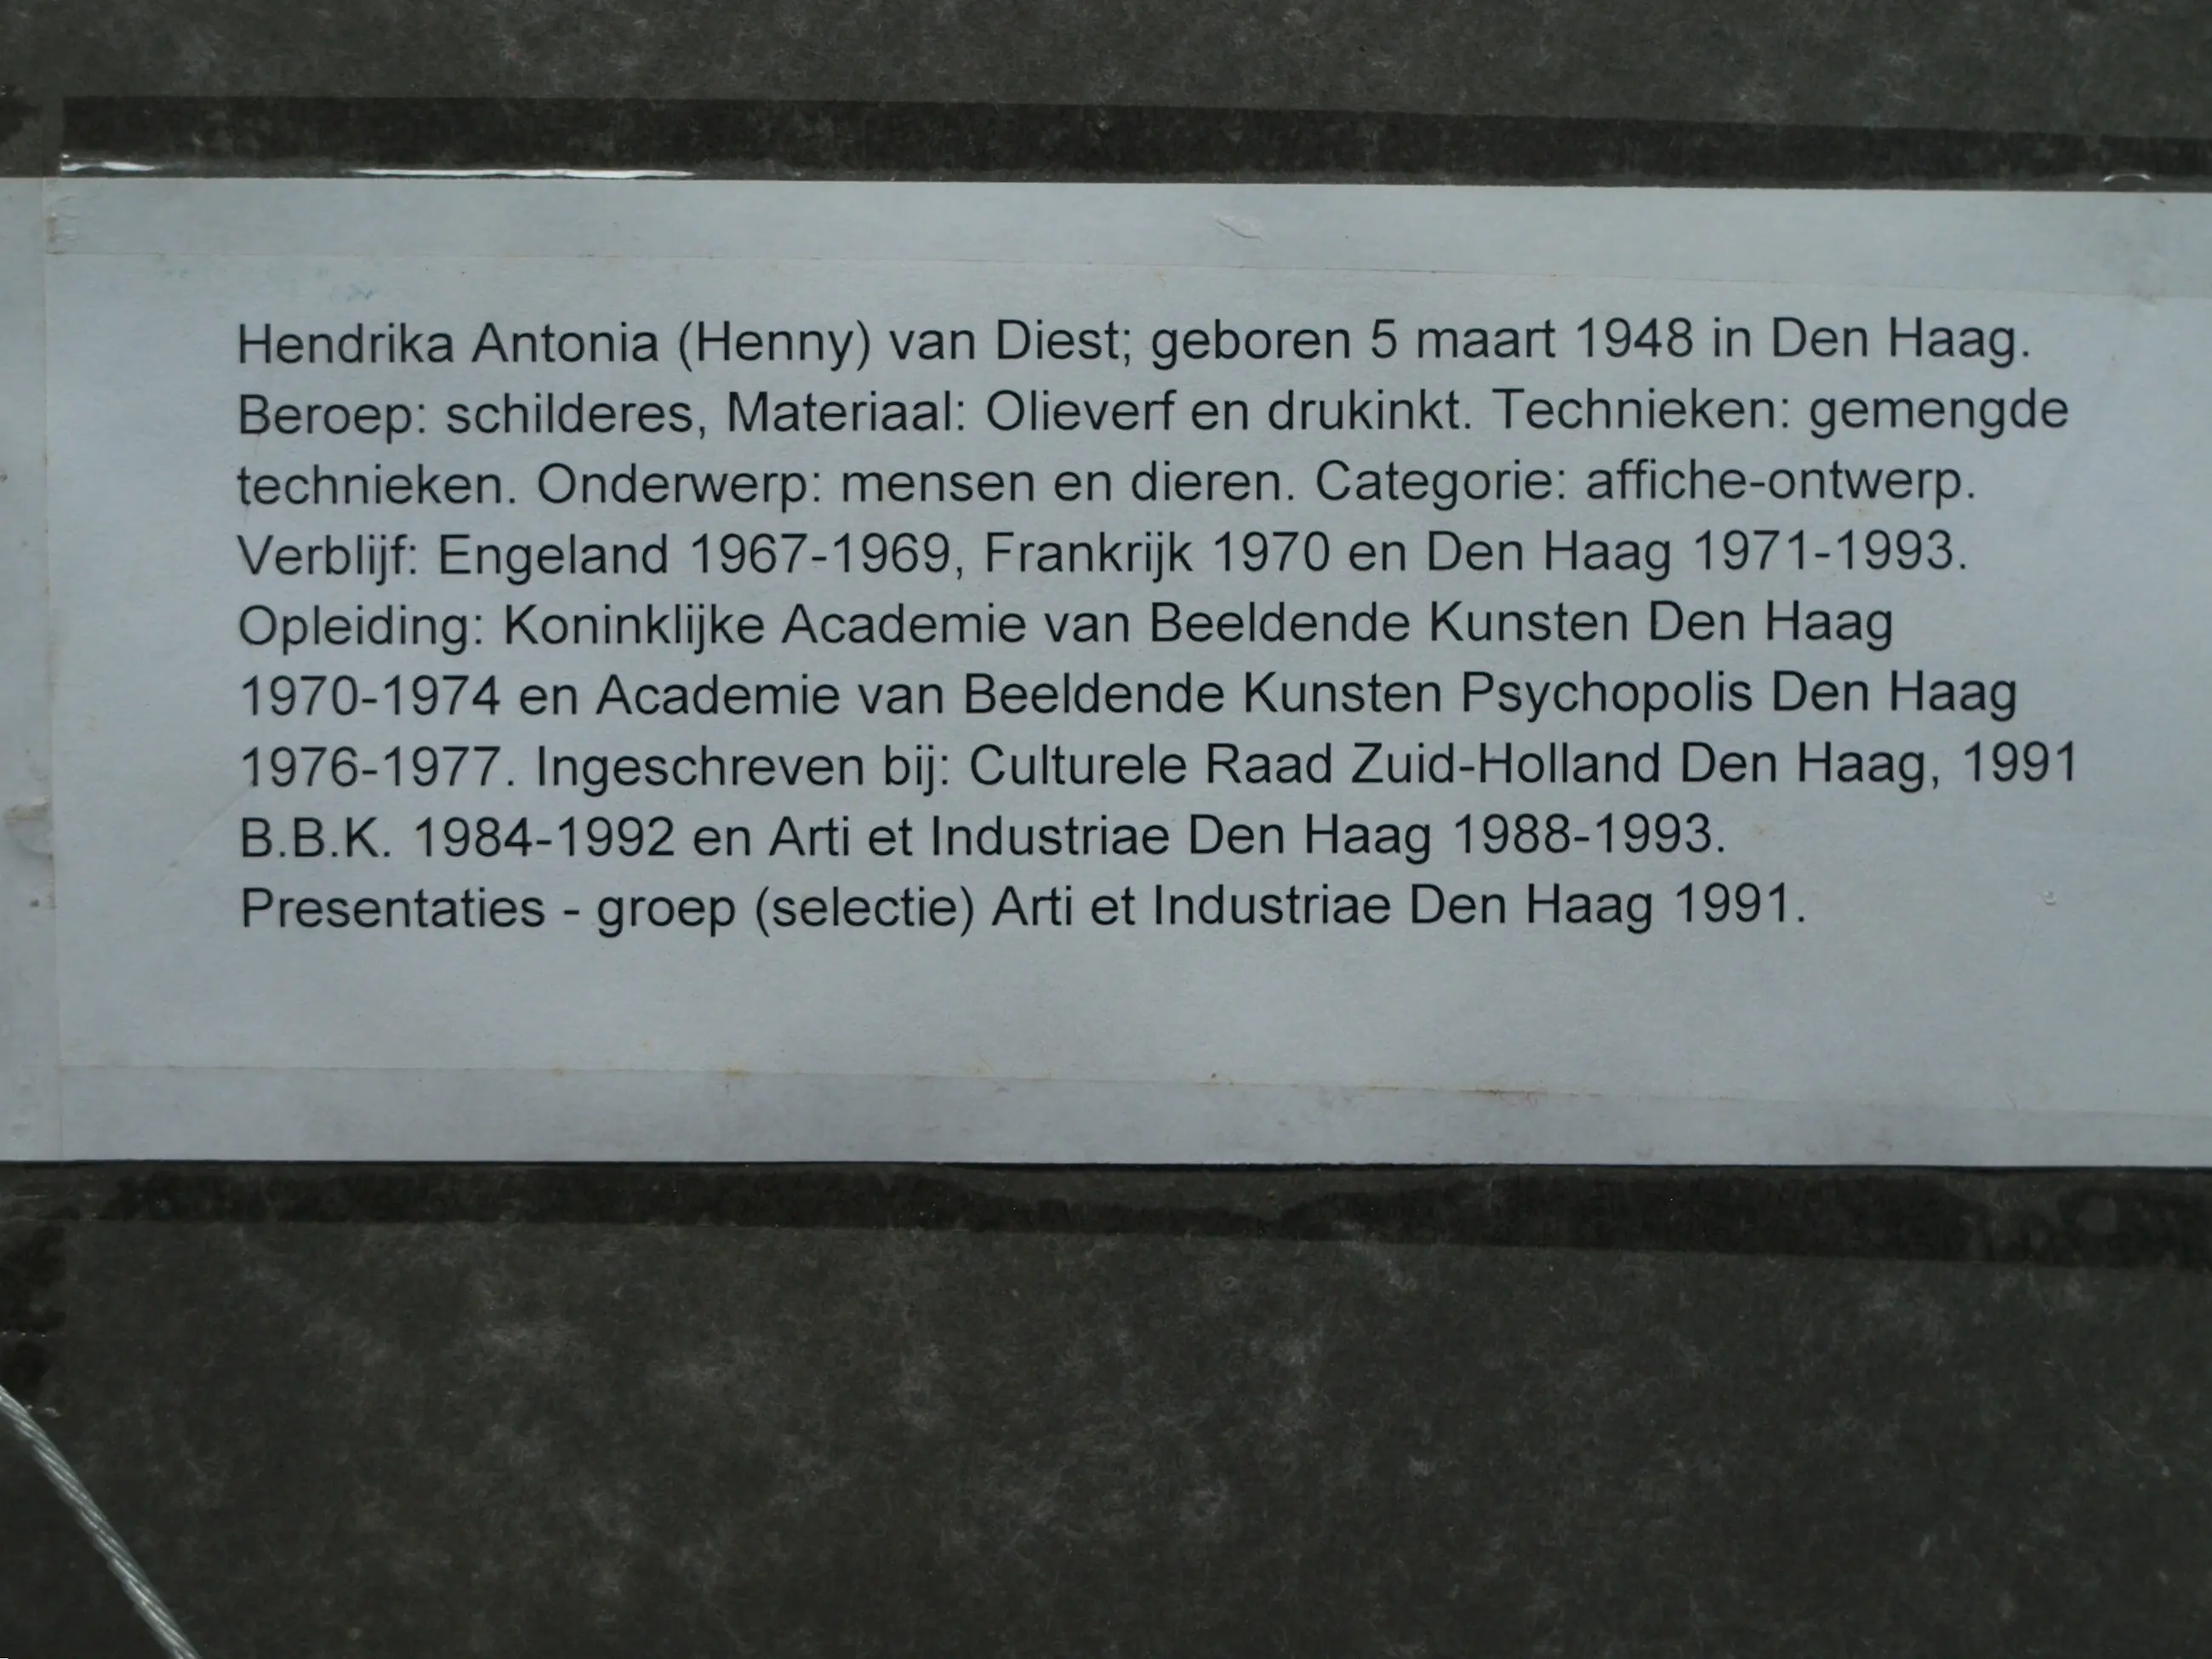 Hendrika Antonia (Henny) van Diest; geboren 5 maart 1948 in Den Haag.
Beroep: schilderes, Materiaal: Olieverf en drukinkt. Technieken: gemengde
technieken. Onderwerp: mensen en dieren. Categorie: affiche-ontwerp.
Verblijf: Engeland 1967-1969, Frankrijk 1970 en Den Haag 1971-1993.
Opleiding: Koninklijke Academie van Beeldende Kunsten Den Haag
1970-1974 en Academie van Beeldende Kunsten Psychopolis Den Haag
1976-1977. Ingeschreven bij: Culturele Raad Zuid-Holland Den Haag, 1991
B.B.K. 1984-1992 en Arti et Industriae Den Haag 1988-1993.
Presentaties - groep (selectie) Arti et Industriae Den Haag 1991.